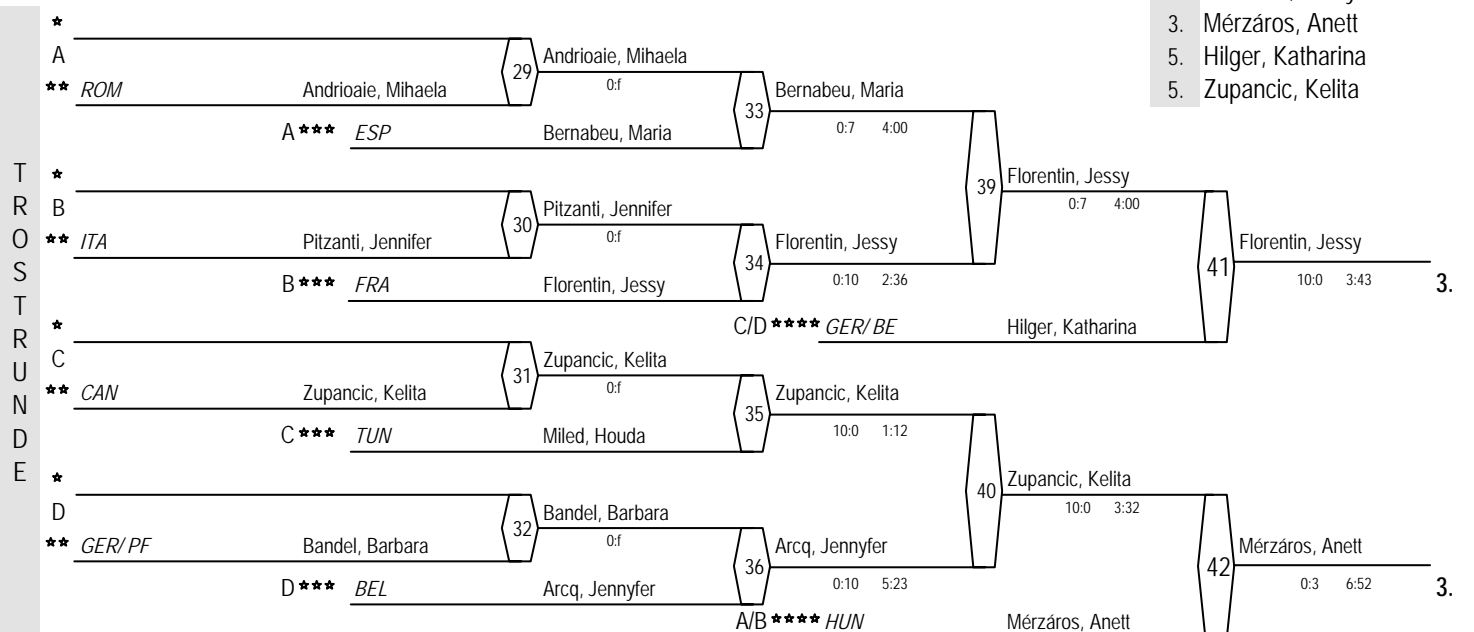 3. Mérzáros, Anett
5. Hilger, Katharina
5. Zupancic, Kelita
TROSTRUNDE
*
A
** ROM Andrioaie, Mihaela
29
Andrioaie, Mihaela
0:f
A*** ESP Bernabeu, Maria
33
Bernabeu, Maria
0:7 4:00
*
B
** ITA Pitzanti, Jennifer
30
Pitzanti, Jennifer
0:f
B*** FRA Florentin, Jessy
34
Florentin, Jessy
0:10 2:36
39
Florentin, Jessy
0:7 4:00
C/D**** GER/BE Hilger, Katharina
41
Florentin, Jessy
10:0 3:43
3.
*
C
** CAN Zupancic, Kelita
31
Zupancic, Kelita
0:f
C*** TUN Miled, Houda
35
Zupancic, Kelita
10:0 1:12
*
D
** GER/PF Bandel, Barbara
32
Bandel, Barbara
0:f
D*** BEL Arcq, Jennyfer
36
Arcq, Jennyfer
0:10 5:23
40
Zupancic, Kelita
10:0 3:32
A/B**** HUN Mérzáros, Anett
42
Mérzáros, Anett
0:3 6:52
3.